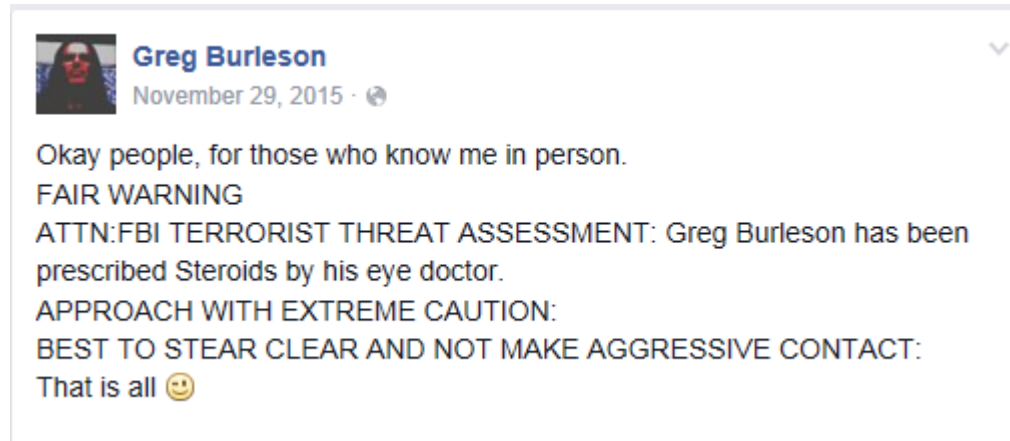 Greg Burleson
November 29, 2015 ·
Okay people, for those who know me in person.
FAIR WARNING
ATTN:FBI TERRORIST THREAT ASSESSMENT: Greg Burleson has been
prescribed Steroids by his eye doctor.
APPROACH WITH EXTREME CAUTION:
BEST TO STEAR CLEAR AND NOT MAKE AGGRESSIVE CONTACT:
That is all 😉